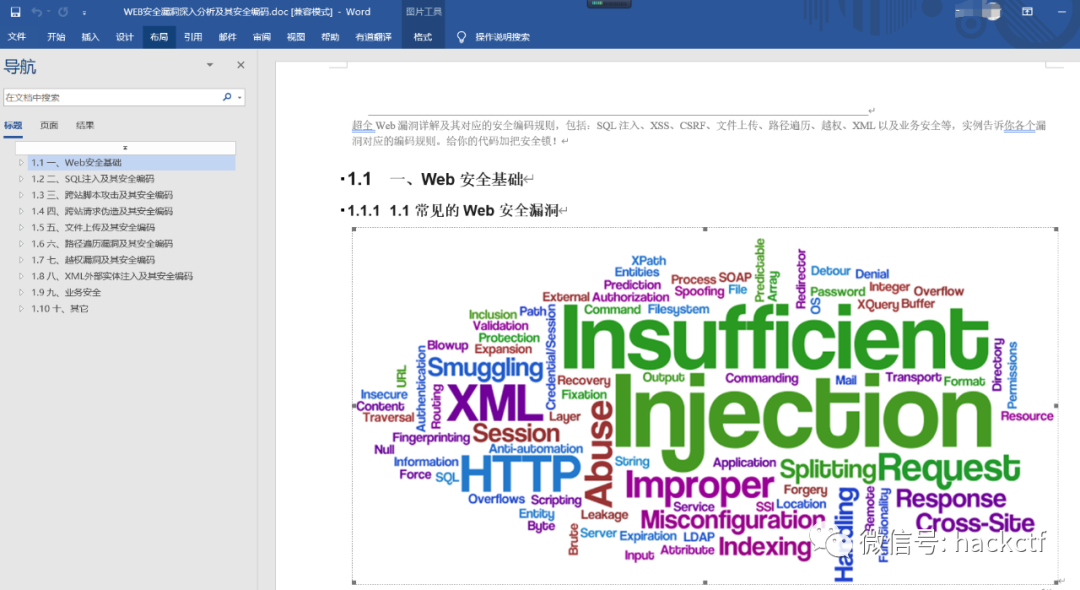 WEB安全漏洞深入分析及其安全编码.doc [兼容模式] - Word 图片工具
文件 开始 插入 设计 布局 引用 邮件 审阅 视图 帮助 有道翻译 格式 操作说明搜索
导航
在文档中搜索
标题 页面 结果
1.1 一、Web安全基础
1.2 二、SQL注入及其安全编码
1.3 三、跨站脚本攻击及其安全编码
1.4 四、跨站请求伪造及其安全编码
1.5 五、文件上传及其安全编码
1.6 六、路径遍历漏洞及其安全编码
1.7 七、越权漏洞及其安全编码
1.8 八、XML外部实体注入及其安全编码
1.9 九、业务安全
1.10 十、其它
超全 Web 漏洞详解及其对应的安全编码规则，包括：SQL 注入、XSS、CSRF、文件上传、路径遍历、越权、XML 以及业务安全等，实例告诉你各个漏
洞对应的编码规则。给你的代码加把安全锁！
1.1 一、Web 安全基础
1.1.1 1.1 常见的 Web 安全漏洞
XPath
Entities
Prediction
Process SOAP
Predictable
Array
Redirector
Detour Denial
External Authorization Spoofing File
OS
Password Integer Overflow
Command Filesystem
XQuery Buffer
Inclusion Path
Validation
Protection
Credential/Session
Insufficient
Blowup Expansion
Smuggling
URL
Authentication
Routing
Recovery
Output
Commanding
Mail
Transport Format
Directory
Permissions
Insecure
Content
Traversal
XML
Fixation
Layer
Injection
Resource
Fingerprinting Session
Null
Anti-automation
Abuse
Information
Force SQL HTTP
String
Application
Splitting Request
Overflows Scripting
Improper
Forgery
Service
SSI Location
Handling
Remote
Functionality
Response
Entity
Byte
Leakage
Misconfiguration
Cross-Site
Brute
Server Expiration LDAP
Input Attribute Indexing
微信号: hackctf